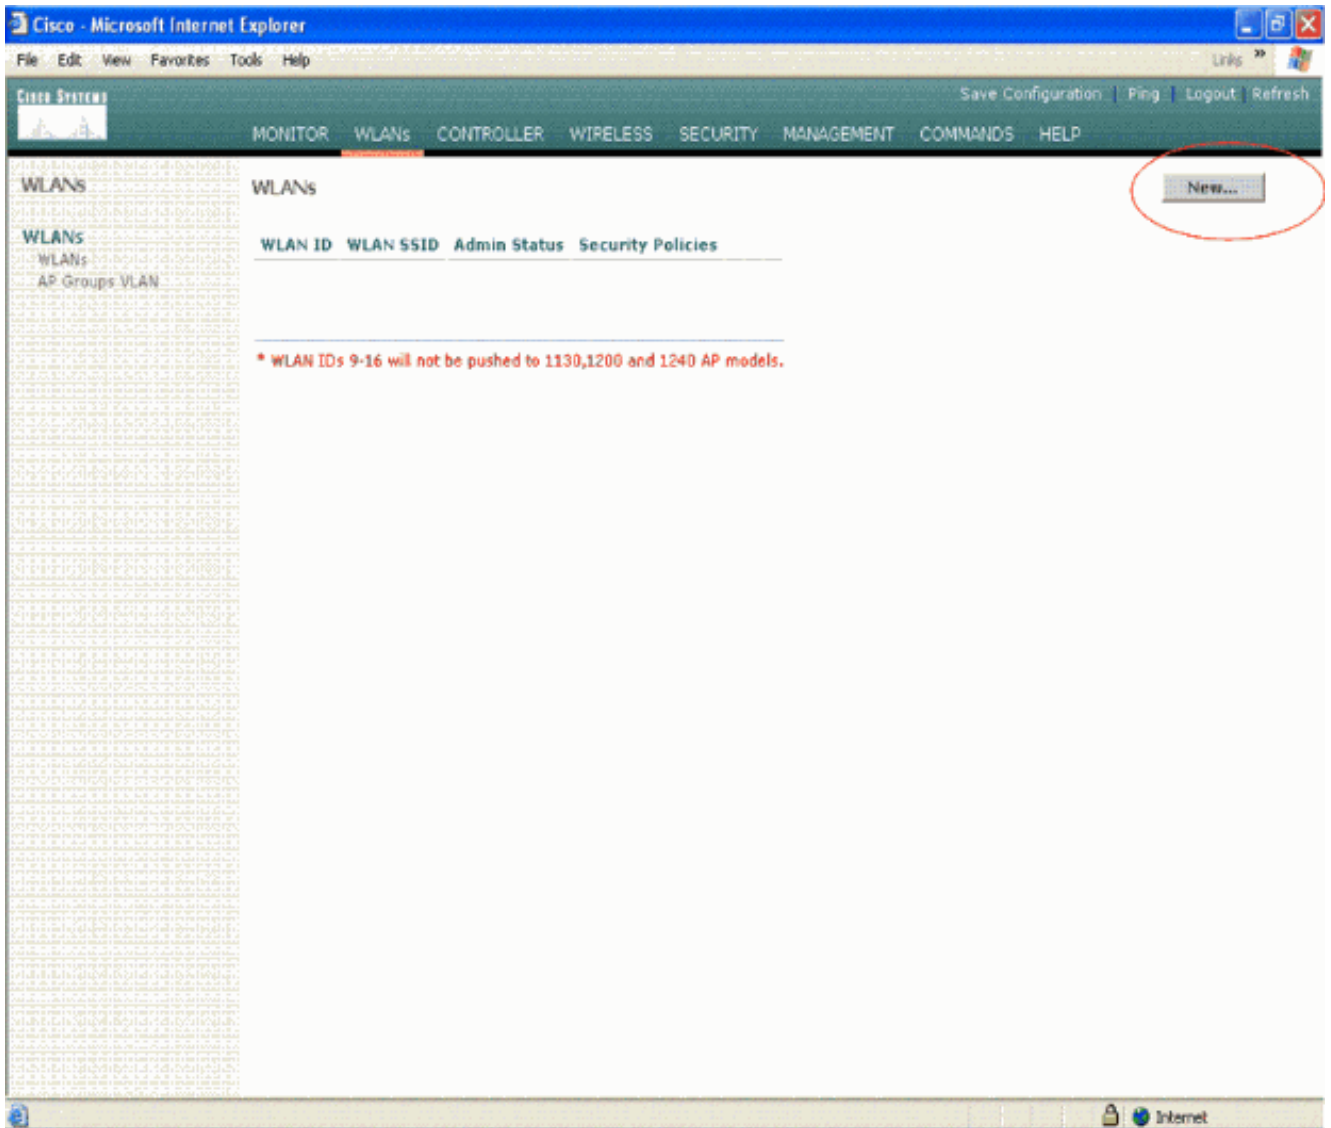 Cisco - Microsoft Internet Explorer
File Edit View Favorites Tools Help Links »
CISCO SYSTEMS
Save Configuration | Ping | Logout | Refresh
MONITOR WLANs CONTROLLER WIRELESS SECURITY MANAGEMENT COMMANDS HELP
WLANs
WLANs
WLANs
AP Groups VLAN
WLANs
New...
WLAN ID WLAN SSID Admin Status Security Policies
* WLAN IDs 9-16 will not be pushed to 1130,1200 and 1240 AP models.
Internet